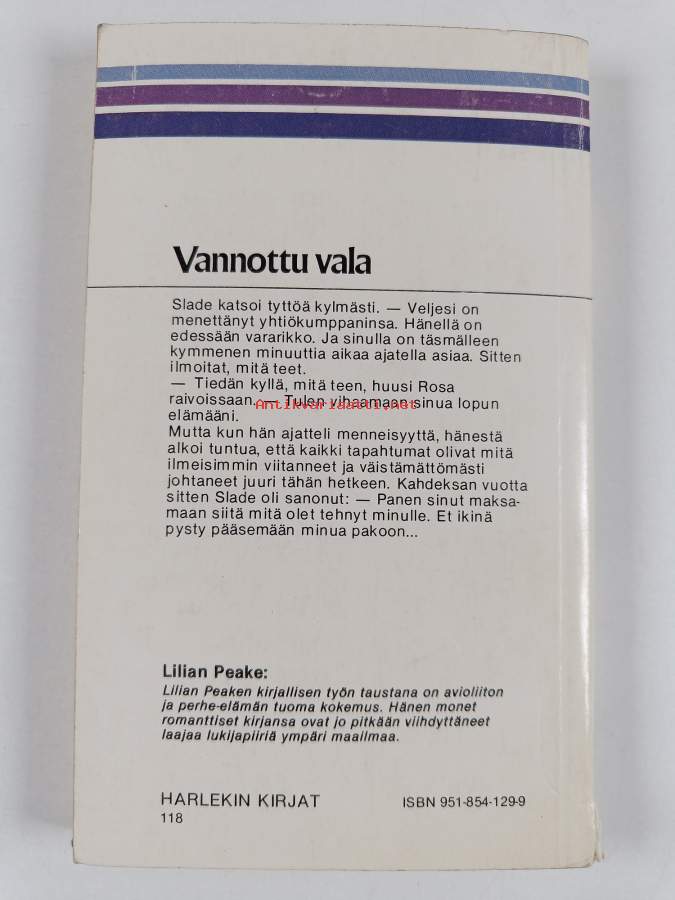 Vannottu vala
Slade katsoi tyttöä kylmästi. — Veljesi on
menettänyt yhtiökumppaninsa. Hänellä on
edessään vararikko. Ja sinulla on täsmälleen
kymmenen minuuttia aikaa ajatella asiaa. Sitten
ilmoitat, mitä teet.
— Tiedän kyllä, mitä teen, huusi Rosa
raivoissaan. — Tulen vihaamaan sinua lopun
Antikvariaatti.net
elämääni.
Mutta kun hän ajatteli menneisyyttä, hänestä
alkoi tuntua, että kaikki tapahtumat olivat mitä
ilmeisimmin viitanneet ja väistämättömästi
johtaneet juuri tähän hetkeen. Kahdeksan vuotta
sitten Slade oli sanonut: — Panen sinut maksa-
maan siitä mitä olet tehnyt minulle. Et ikinä
pysty pääsemään minua pakoon...
Lilian Peake:
Lilian Peaken kirjallisen työn taustana on avioliiton
ja perhe-elämän tuoma kokemus. Hänen monet
romanttiset kirjansa ovat jo pitkään viihdyttäneet
laajaa lukijapiiriä ympäri maailmaa.
HARLEKIN KIRJAT
118
ISBN 951-854-129-9